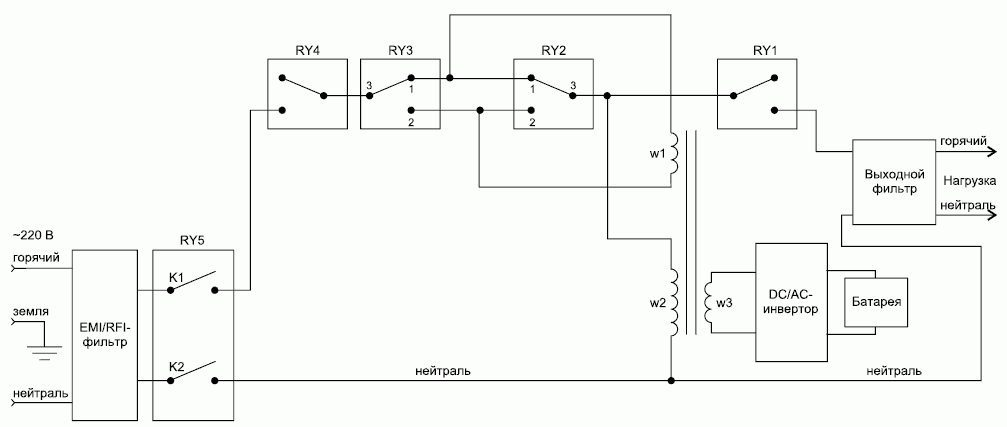 RY4
RY3
RY2
RY1
3
1
2
1
3
2
w1
горячий
Выходной
фильтр
Нагрузка
нейтраль
~220 В
горячий
RY5
K1
земля
EMI/RFI-
фильтр
K2
нейтраль
w2
w3
DC/AC-
инвертор
Батарея
нейтраль
нейтраль